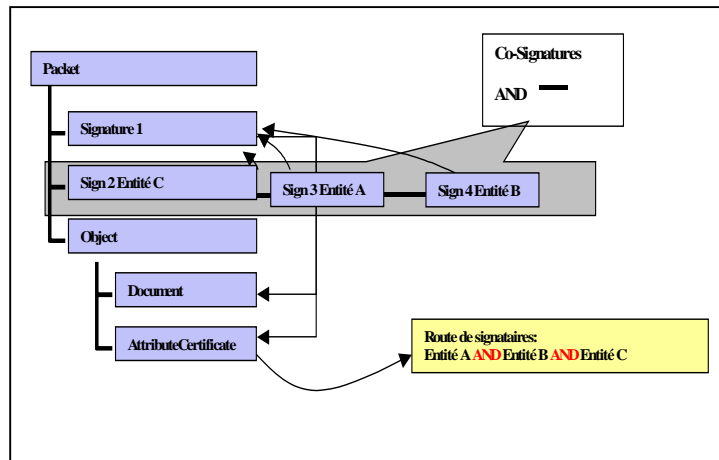 Packet
Co-Signatures
AND
Signature 1
Sign 2 Entité C
Sign 3 Entité A
Sign 4 Entité B
Object
Document
AttributeCertificate
Route de signataires:
Entité A AND Entité B AND Entité C